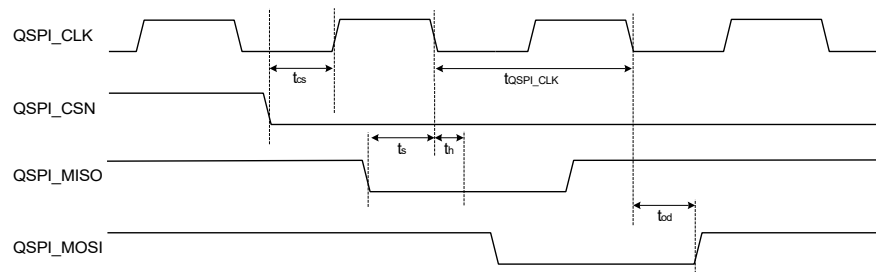 QSPI_CLK
tcs
tQSPI_CLK
QSPI_CSN
ts
th
QSPI_MISO
tod
QSPI_MOSI